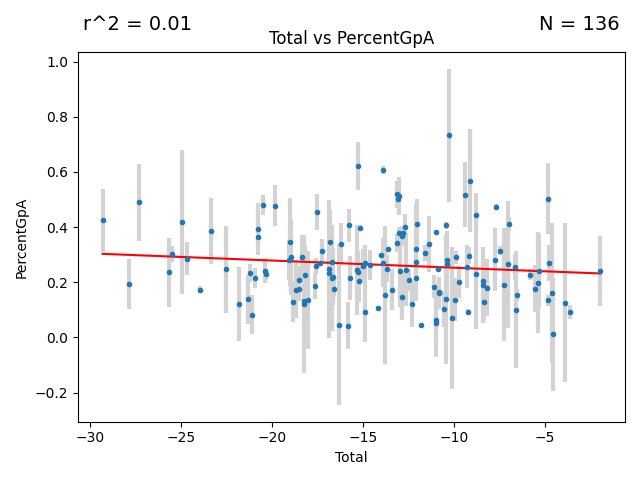 r^2 = 0.01
N = 136
Total vs PercentGpA
1.0
0.8
0.6
0.4
0.2
0.0
−0.2
PercentGpA
−30 −25 −20 −15 −10 −5
Total